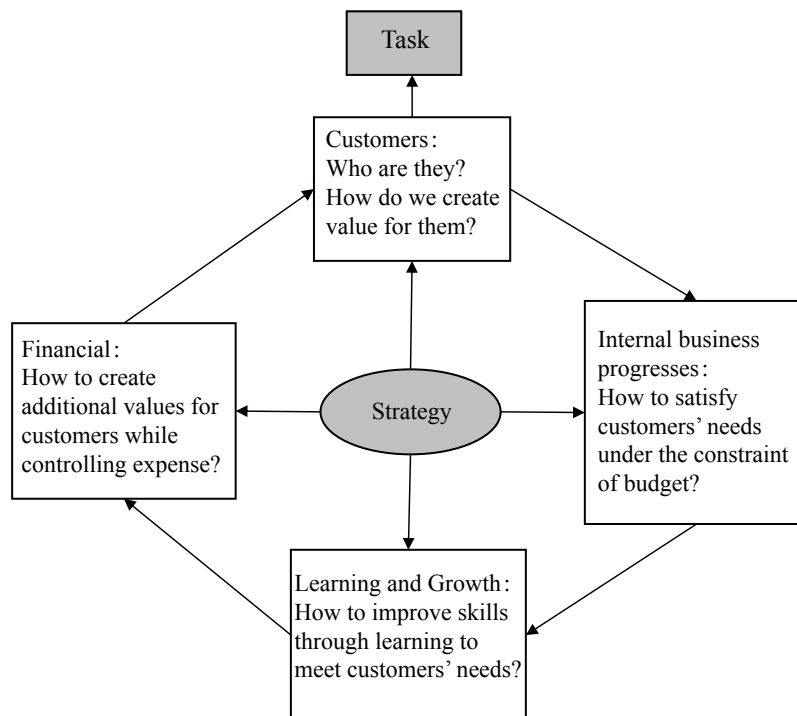 Task
Customers:
Who are they?
How do we create
value for them?
Financial:
How to create
additional values for
customers while
controlling expense?
Strategy
Internal business
progresses:
How to satisfy
customers' needs
under the constraint
of budget?
Learning and Growth:
How to improve skills
through learning to
meet customers' needs?